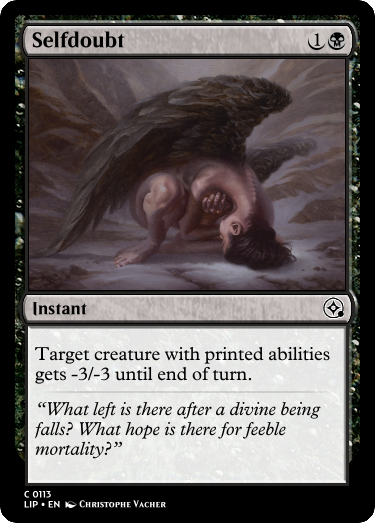 Selfdoubt 1
Instant
Target creature with printed abilities
gets -3/-3 until end of turn.
“What left is there after a divine being
falls? What hope is there for feeble
mortality?”
C 0113
LIP • EN Christophe Vacher